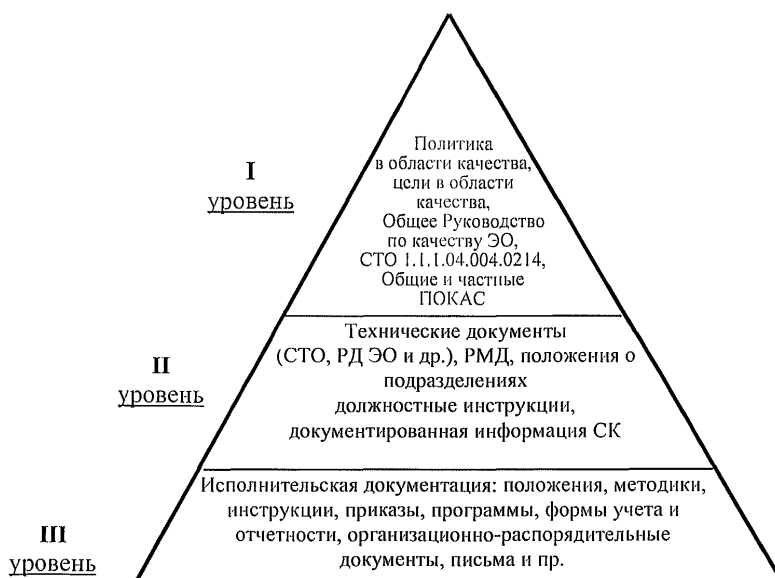 I
уровень
Политика
в области качества,
цели в области
качества,
Общее Руководство
по качеству ЭО,
СТО 1.1.1.04.004.0214,
Общие и частные
ПОКАС
II
уровень
Технические документы
(СТО, РД ЭО и др.), РМД, положения о
подразделениях
должностные инструкции,
документированная информация СК
III
уровень
Исполнительская документация: положения, методики,
инструкции, приказы, программы, формы учета и
отчетности, организационно-распорядительные
документы, письма и пр.